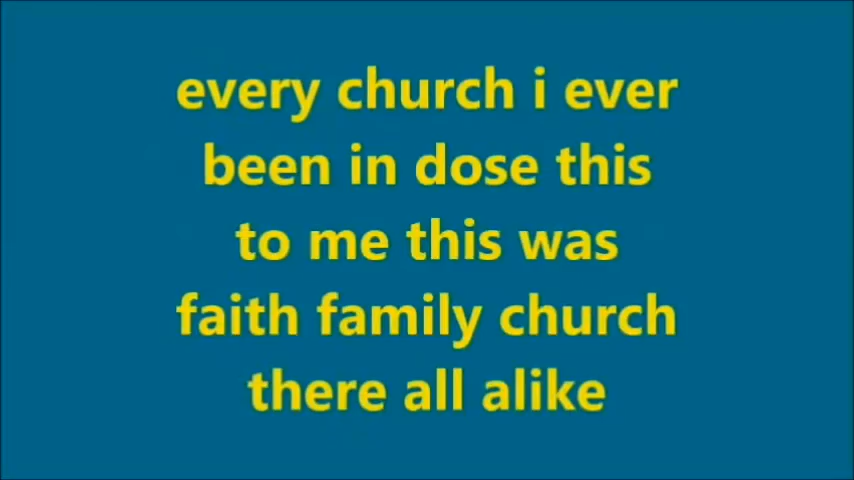 every church i ever
been in dose this
to me this was
faith family church
there all alike